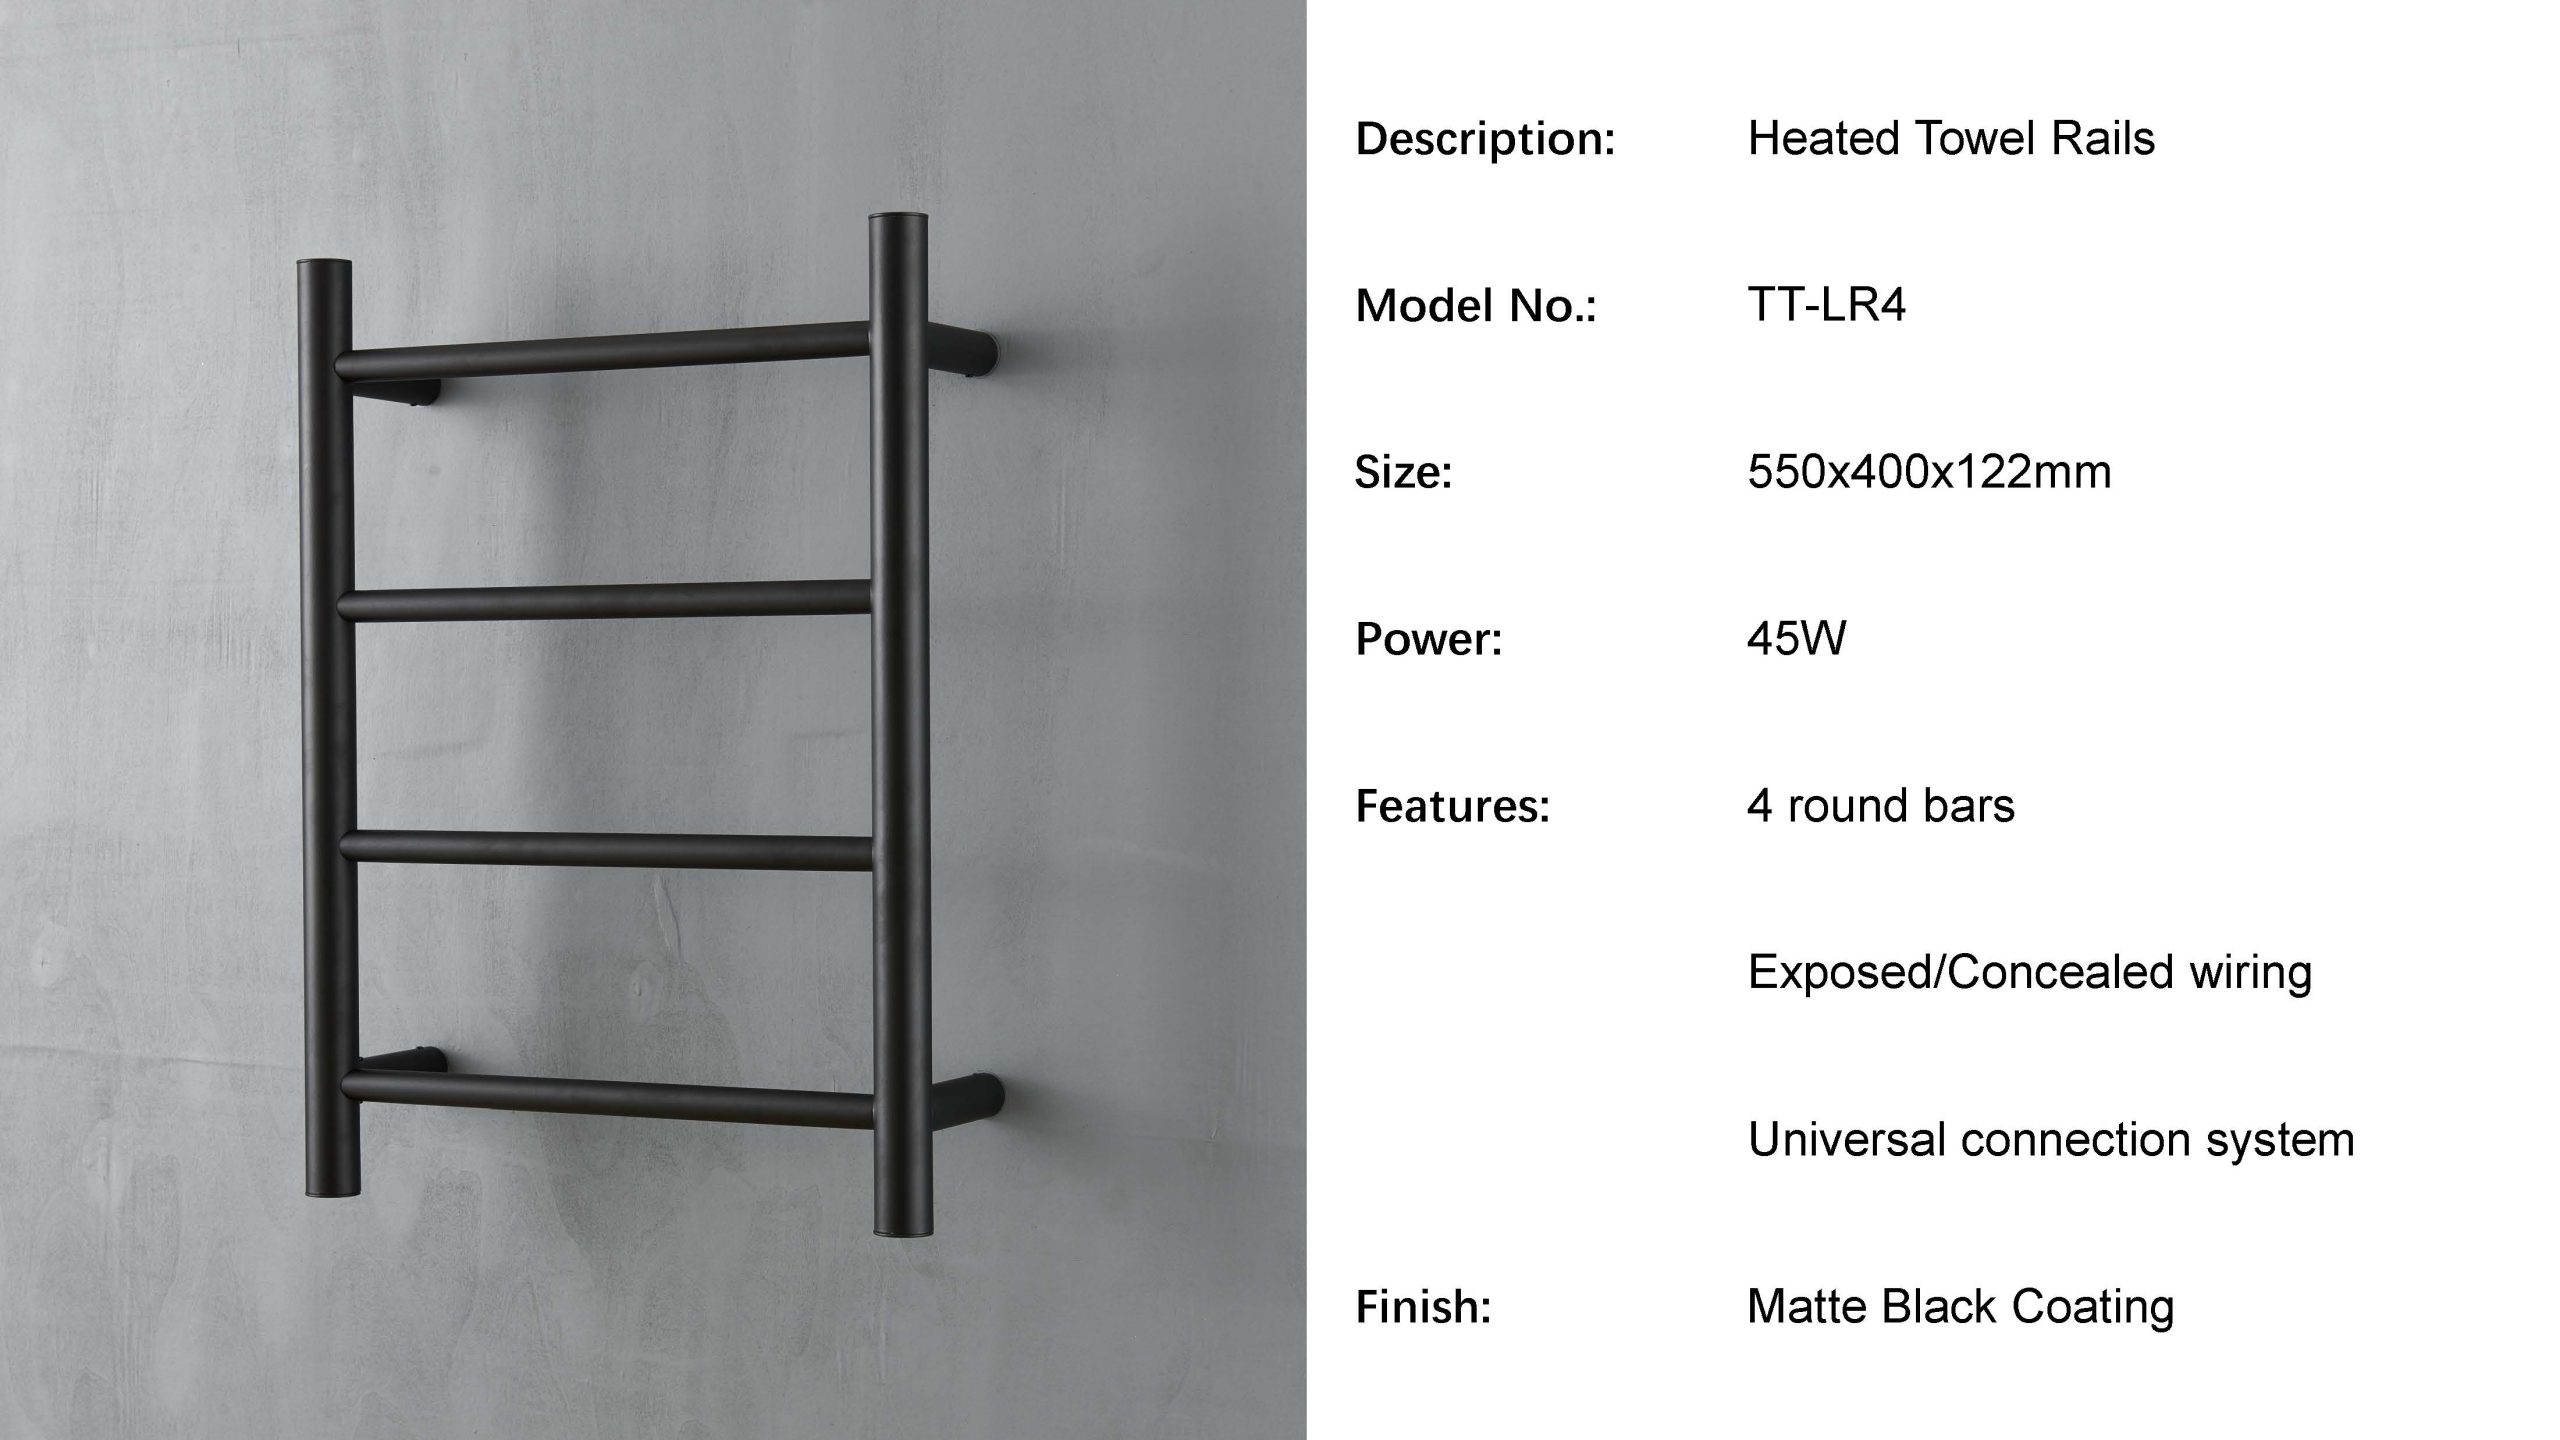 Description: Heated Towel Rails
Model No.: TT-LR4
Size: 550x400x122mm
Power: 45W
Features: 4 round bars
Exposed/Concealed wiring
Universal connection system
Finish: Matte Black Coating